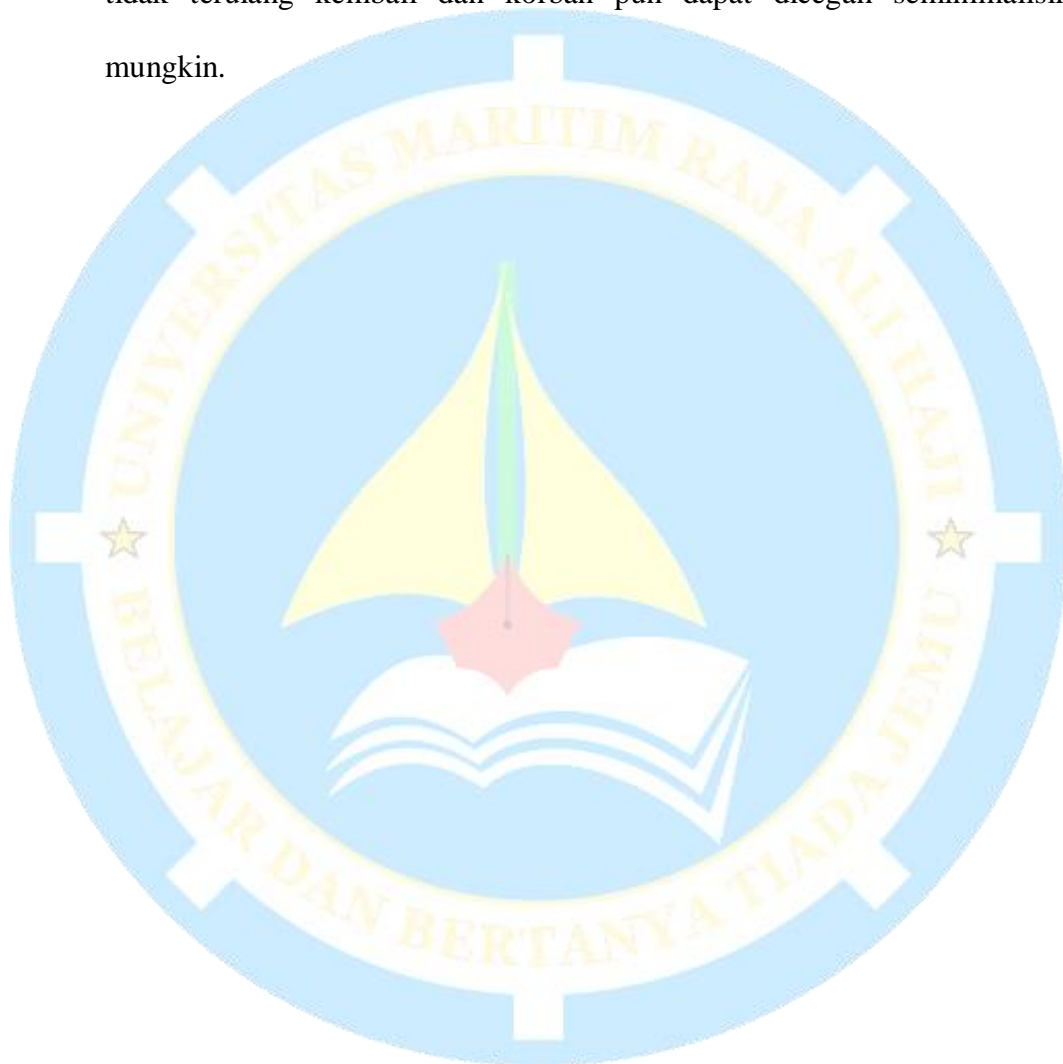 tidak terulang kembali dan korban pun dapat dicegah seminimalisir
mungkin.
UNIVERSITAS MARITIM RAJA ALI HAJI
BELAJAR DAN BERTANYA TIADA JEMU